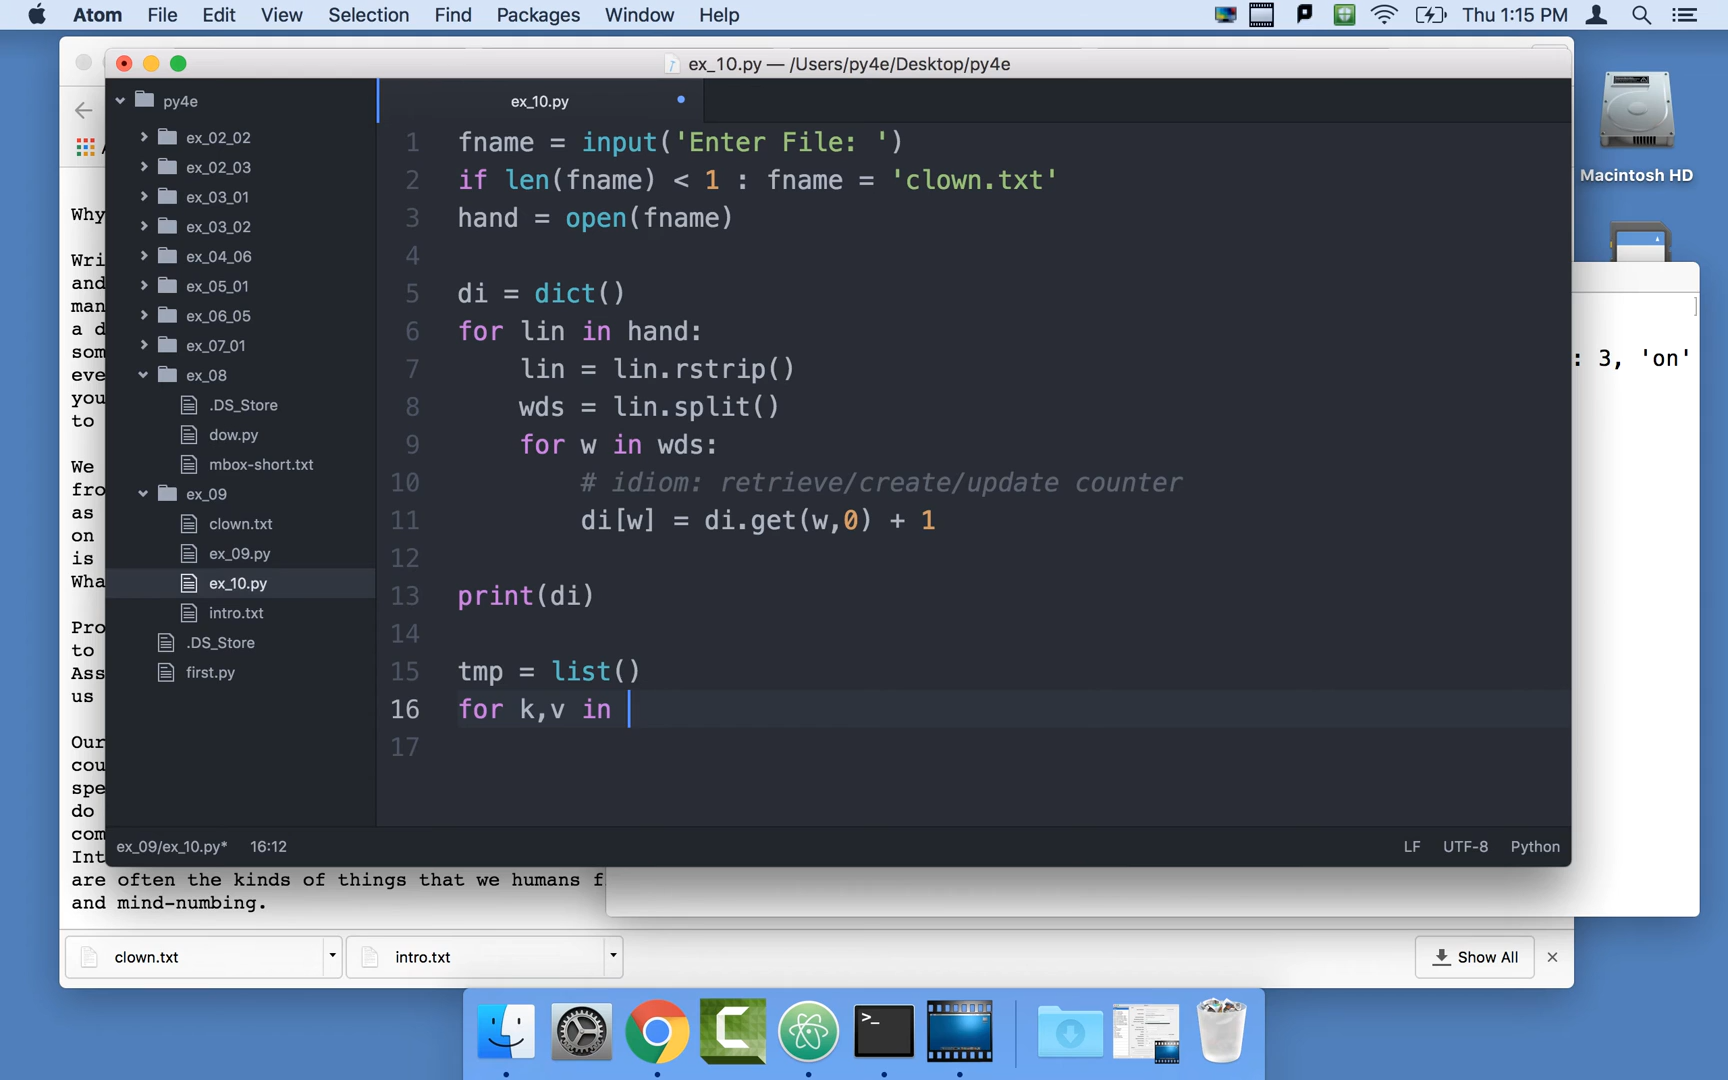 Atom File Edit View Selection Find Packages Window Help Thu 1:15 PM
ex_10.py — /Users/py4e/Desktop/py4e
py4e
ex_02_02
ex_02_03
ex_03_01
ex_03_02
ex_04_06
ex_05_01
ex_06_05
ex_07_01
ex_08
.DS_Store
dow.py
mbox-short.txt
ex_09
clown.txt
ex_09.py
ex_10.py
intro.txt
.DS_Store
first.py
ex_10.py
1 fname = input('Enter File: ')
2 if len(fname) < 1 : fname = 'clown.txt'
3 hand = open(fname)
4
5 di = dict()
6 for lin in hand:
7 lin = lin.rstrip()
8 wds = lin.split()
9 for w in wds:
10 # idiom: retrieve/create/update counter
11 di[w] = di.get(w,0) + 1
12
13 print(di)
14
15 tmp = list()
16 for k,v in
17
ex_09/ex_10.py* 16:12 LF UTF-8 Python
Macintosh HD
: 3, 'on'
Why
Wri
and
man
a d
som
eve
you
to
We
fro
as
on
is
Wha
Pro
to
Ass
us
Our
cou
spe
do
com
Int
are often the kinds of things that we humans f
and mind-numbing.
clown.txt intro.txt Show All